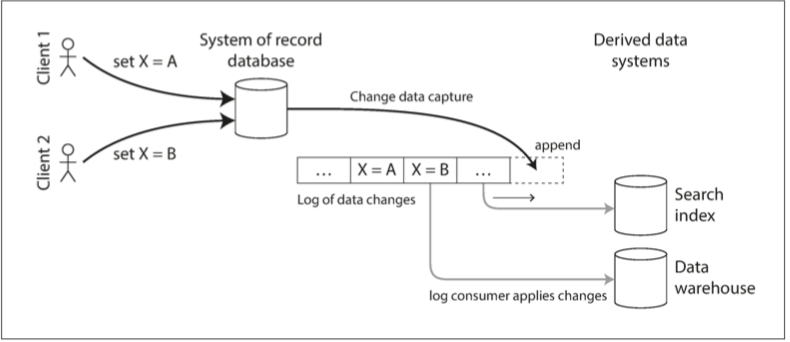 Client 1
set X = A
System of record
database
Derived data
systems
Change data capture
Client 2
set X = B
append
... X = A X = B ...
Log of data changes
Search
index
Data
warehouse
log consumer applies changes